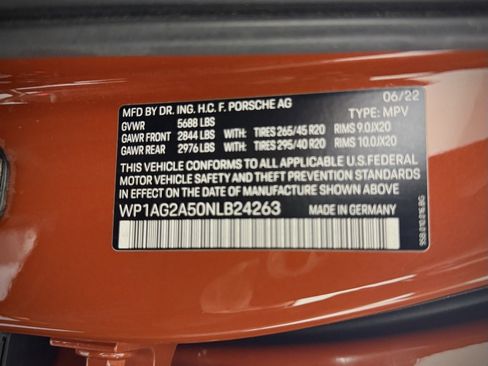 MFD BY DR. ING. H.C. F. PORSCHE AG 06/22
GVWR 5688 LBS TYPE: MPV
GAWR FRONT 2844 LBS WITH: TIRES 265/45 R20 RIMS 9.0JX20
GAWR REAR 2976 LBS WITH: TIRES 295/40 R20 RIMS 10.0JX20
THIS VEHICLE CONFORMS TO ALL APPLICABLE U.S.FEDERAL
MOTOR VEHICLE SAFETY AND THEFT PREVENTION STANDARDS
IN EFFECT ON THE DATE OF MANUFACTURE SHOWN ABOVE.
WP1AG2A50NLB24263 MADE IN GERMANY